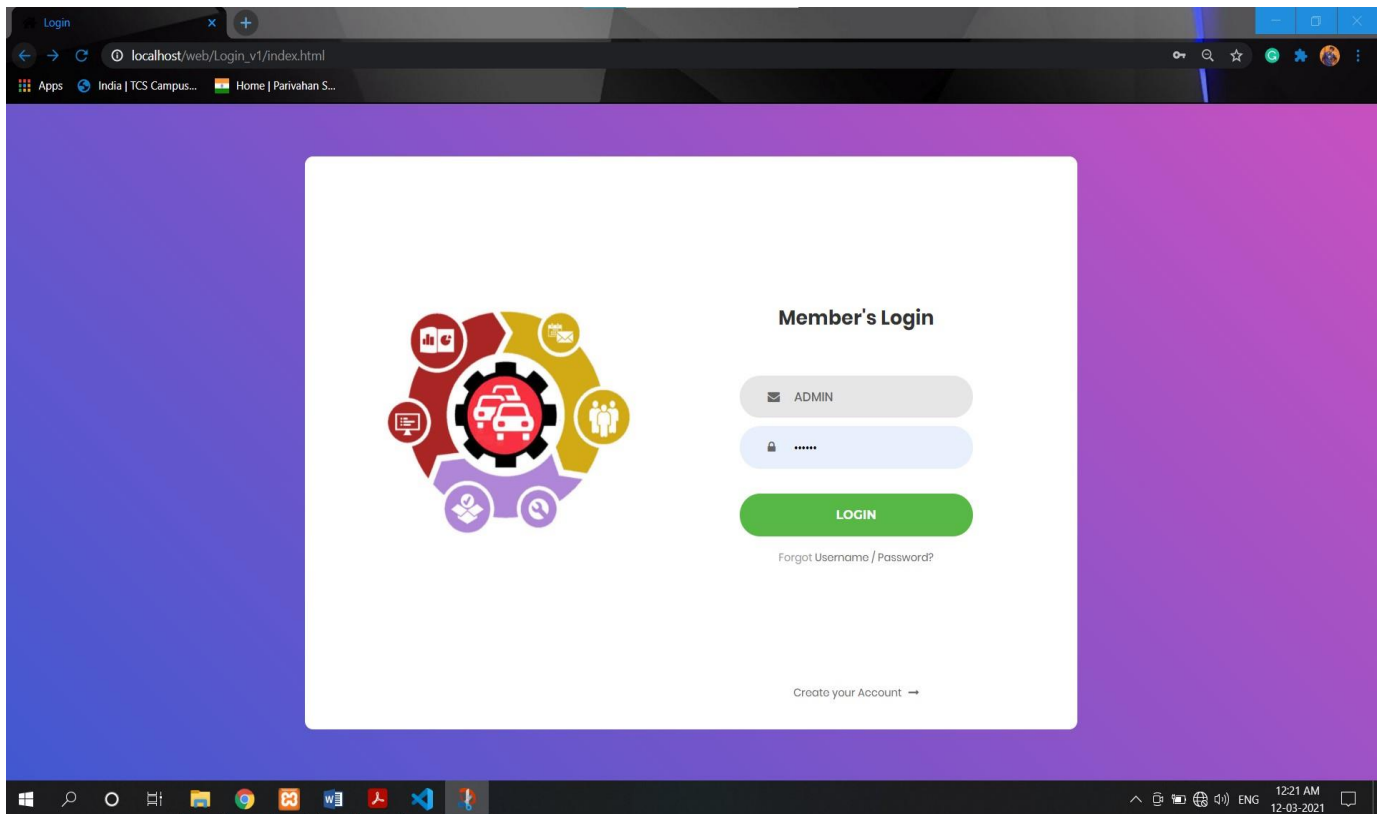 Login
localhost/web/Login_v1/index.html
Apps India | TCS Campus... Home | Parivahan S...
Member's Login
ADMIN
••••••
LOGIN
Forgot Username / Password?
Create your Account →
ENG 12:21 AM
12-03-2021